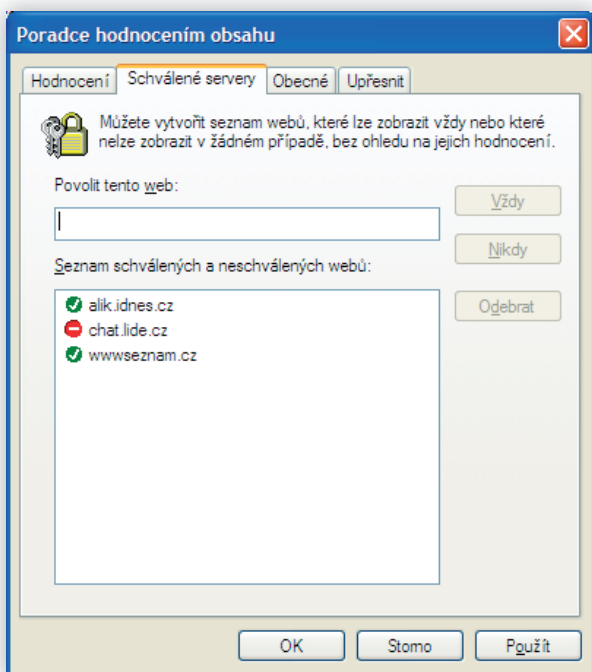 Poradce hodnocením obsahu
Hodnocení Schválené servery Obecné Upřesnit
Můžete vytvořit seznam webů, které lze zobrazit vždy nebo které
nelze zobrazit v žádném případě, bez ohledu na jejich hodnocení.
Povolit tento web:
Vždy
Nikdy
Seznam schválených a neschválených webů:
Odebrat
alik.idnes.cz
chat.lide.cz
wwwseznam.cz
OK Stomo Použít